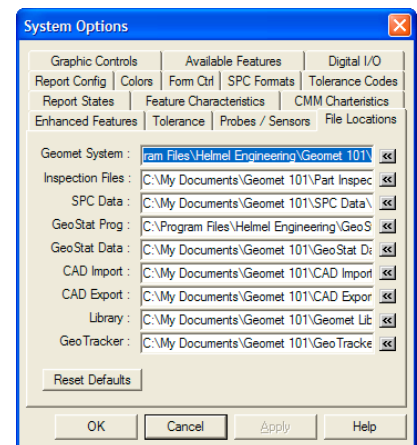 System Options
Graphic Controls Available Features Digital I/O
Report Config Colors Form Ctrl SPC Formats Tolerance Codes
Report States Feature Characteristics CMM Charteristics
Enhanced Features Tolerance Probes / Sensors File Locations
Geomet System : ram Files\Helmel Engineering\Geomet 101\
Inspection Files : C:\My Documents\Geomet 101\Part Inspec
SPC Data : C:\My Documents\Geomet 101\SPC Data\
GeoStat Prog : C:\Program Files\Helmel Engineering\GeoS
GeoStat Data : C:\My Documents\Geomet 101\GeoStat Da
CAD Import : C:\My Documents\Geomet 101\CAD Import
CAD Export : C:\My Documents\Geomet 101\CAD Expor
Library : C:\My Documents\Geomet 101\Geomet Lib
GeoTracker : C:\My Documents\Geomet 101\GeoTracke
Reset Defaults
OK Cancel Apply Help